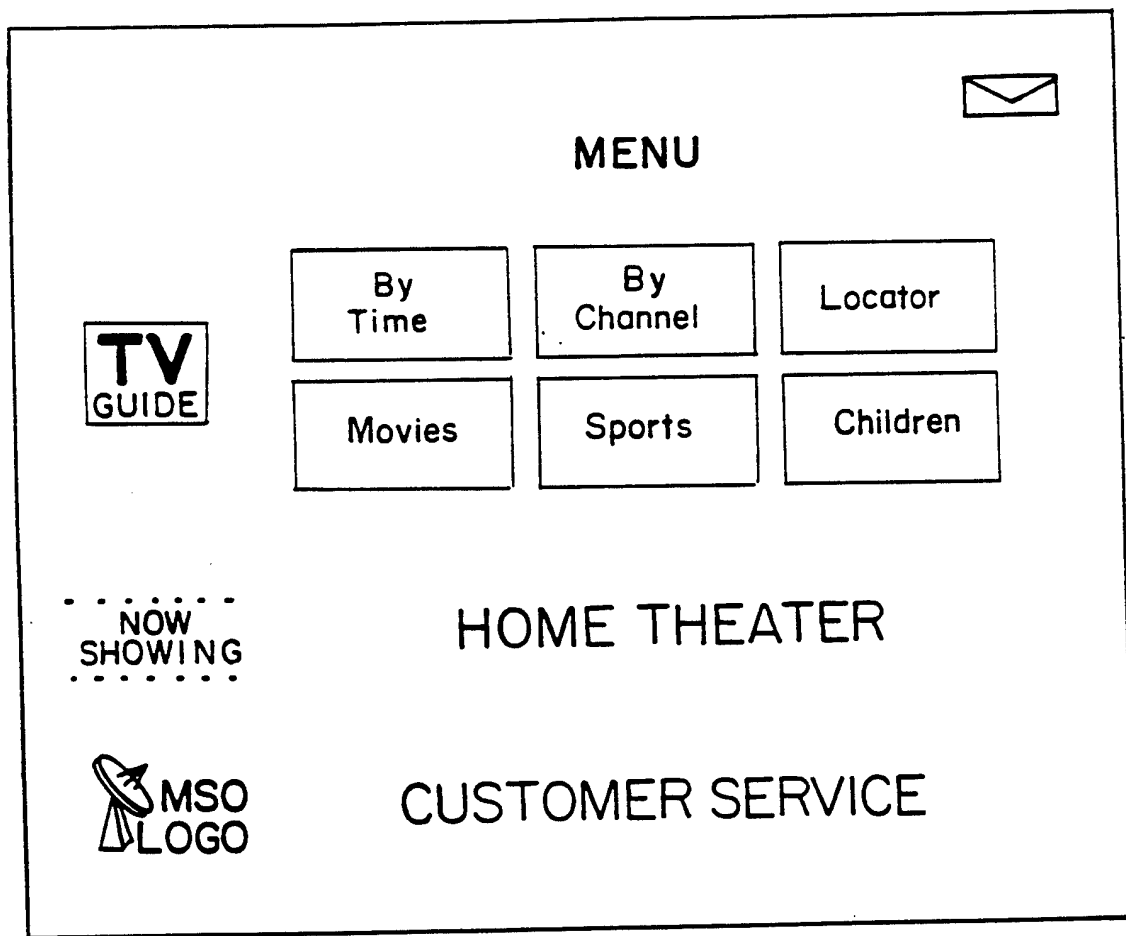 MENU
By
Time
By
Channel
Locator
TV
GUIDE
Movies
Sports
Children
NOW
SHOWING
HOME THEATER
MSO
LOGO
CUSTOMER SERVICE